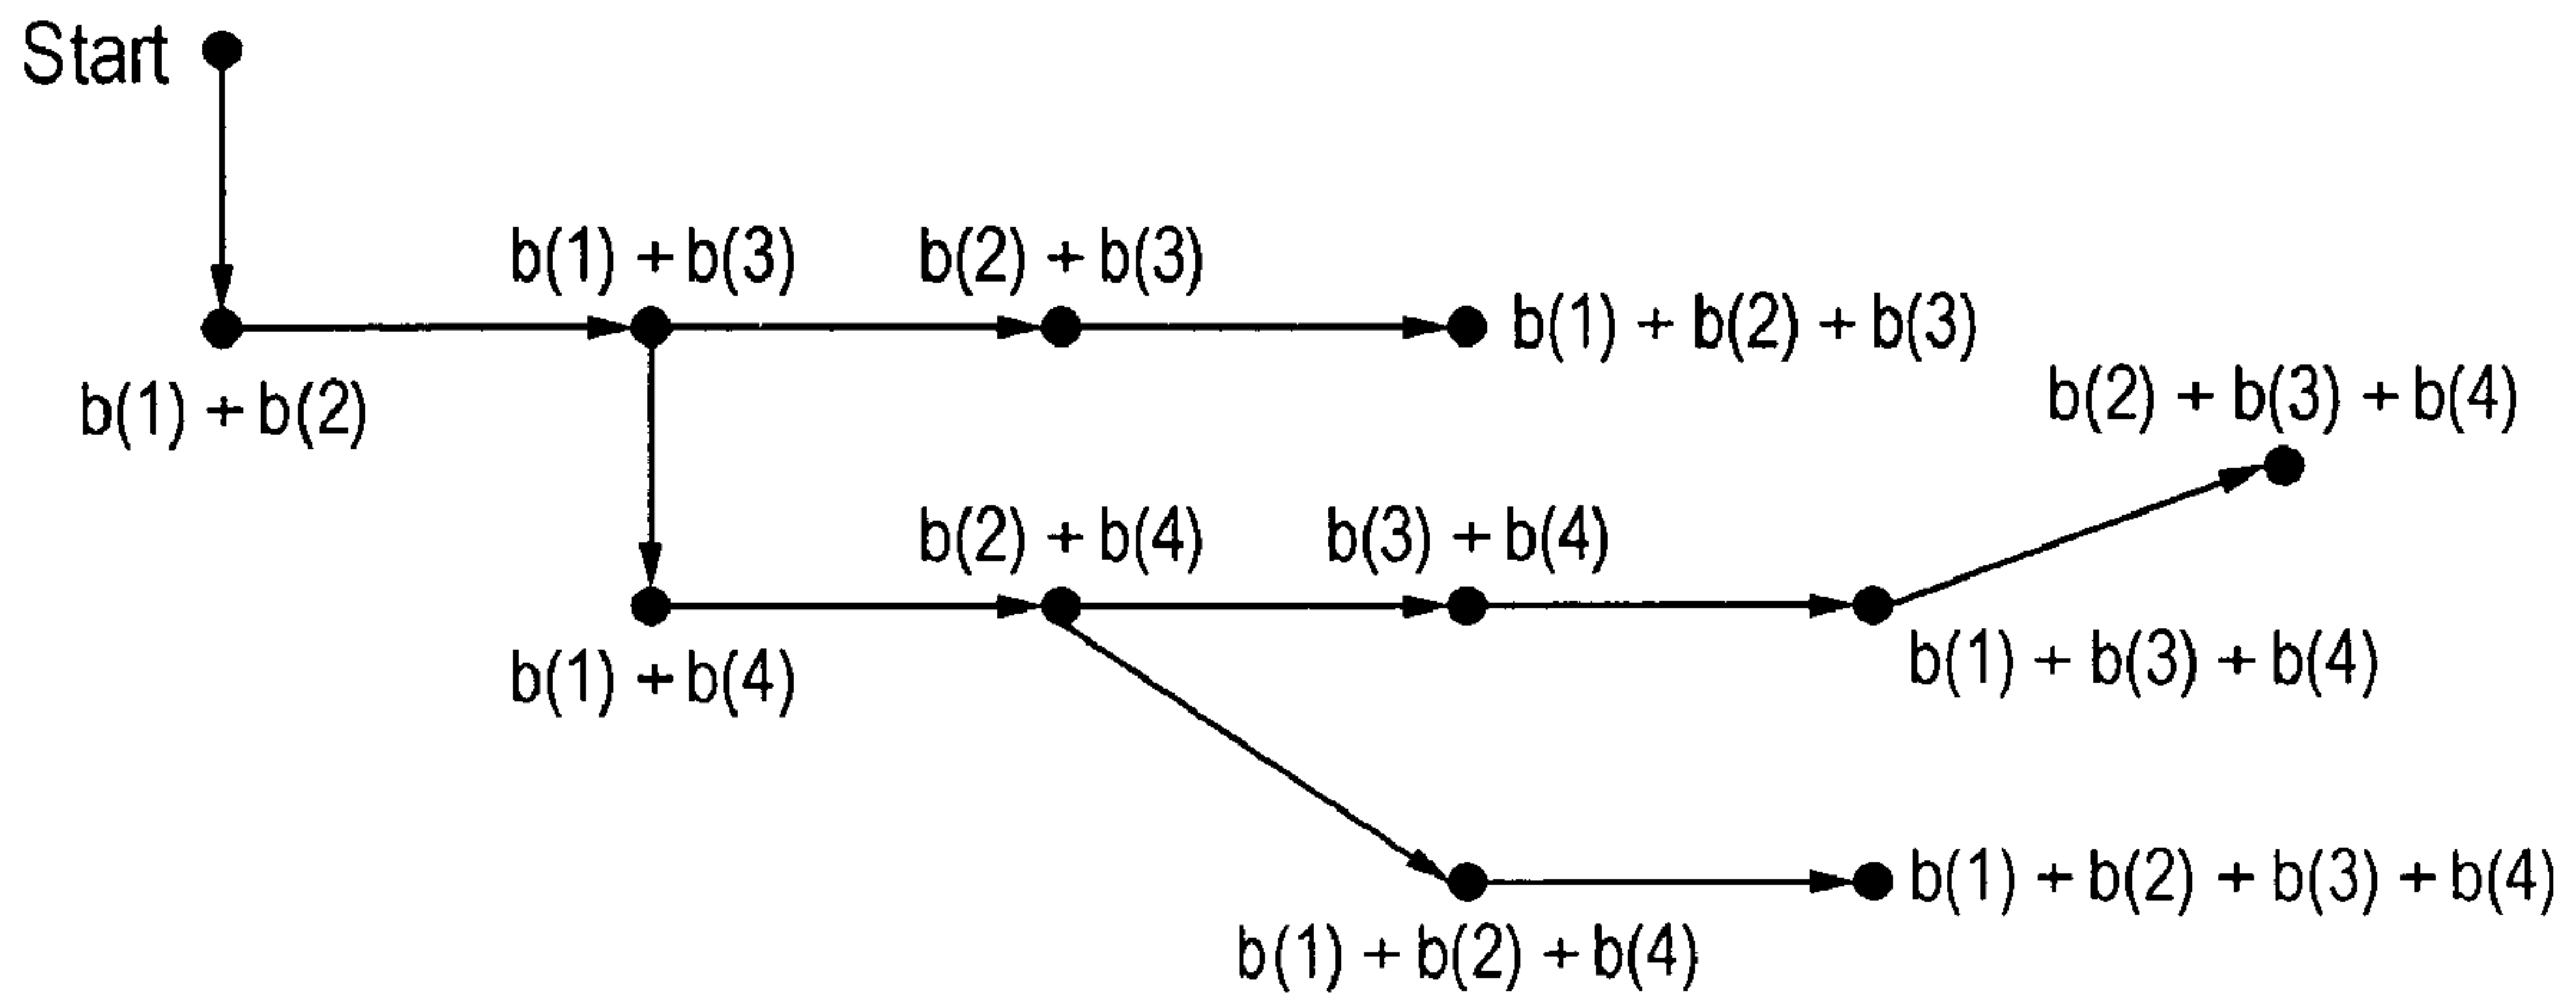 Start
b(1) + b(3)
b(2) + b(3)
b(1) + b(2) + b(3)
b(1) + b(2)
b(2) + b(3) + b(4)
b(2) + b(4)
b(3) + b(4)
b(1) + b(4)
b(1) + b(3) + b(4)
b(1) + b(2) + b(3) + b(4)
b(1) + b(2) + b(4)